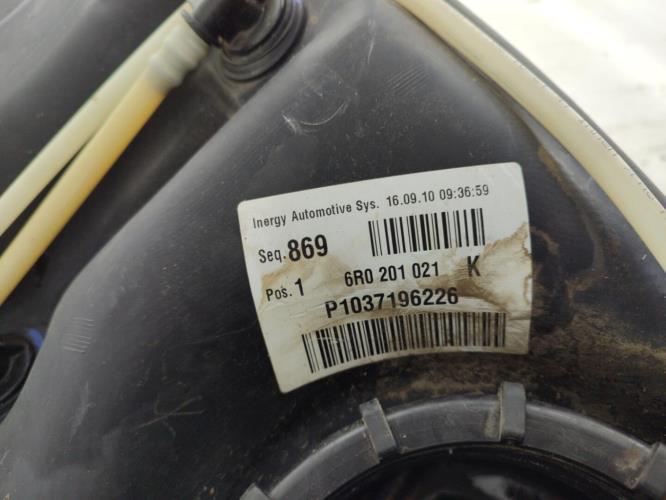 Inergy Automotive Sys. 16.09.10 09:36:59
Seq. 869
Pos. 1 6R0 201 021 K
P1037196226